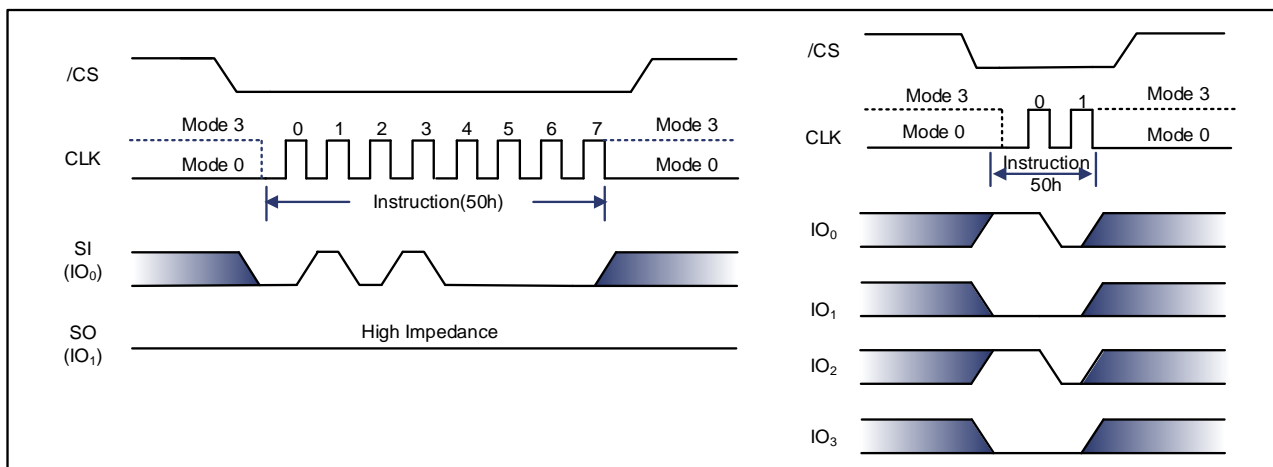 /CS
Mode 3
0 1 2 3 4 5 6 7
Mode 3
CLK
Mode 0
Mode 0
Instruction(50h)
SI
(IO0)
SO
(IO1)
High Impedance
/CS
Mode 3
0 1
Mode 3
CLK
Mode 0
Mode 0
Instruction
50h
IO0
IO1
IO2
IO3